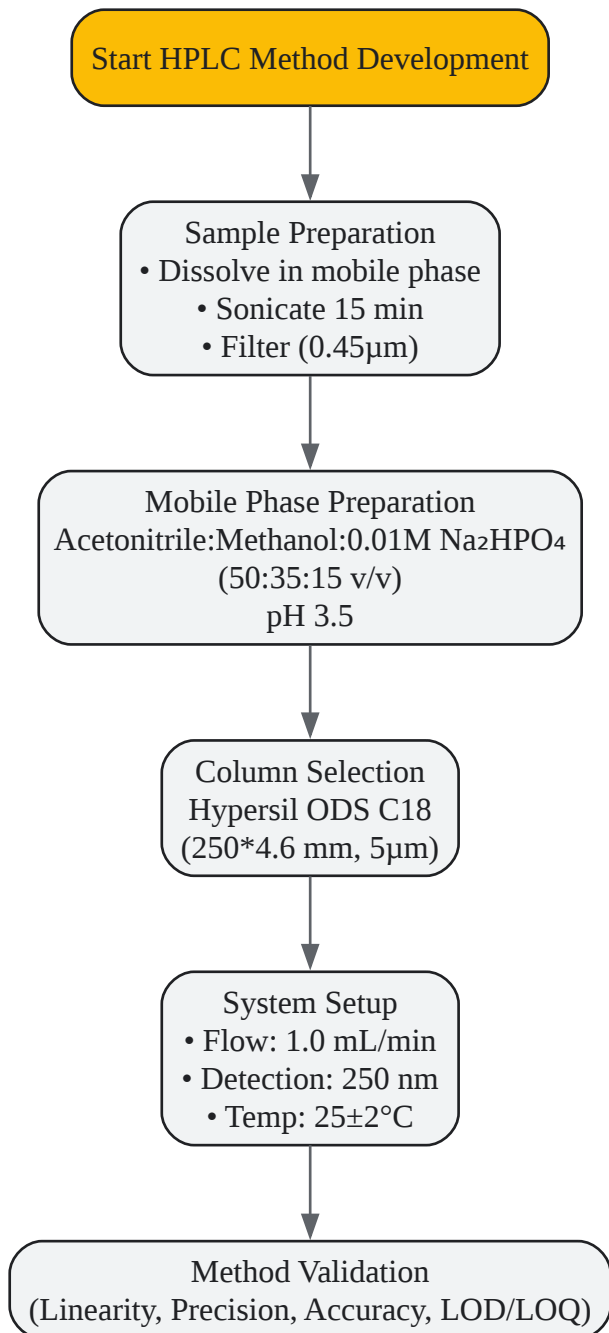 Start HPLC Method Development
Sample Preparation
• Dissolve in mobile phase
• Sonicate 15 min
• Filter (0.45µm)
Mobile Phase Preparation
Acetonitrile:Methanol:0.01M Na₂HPO₄
(50:35:15 v/v)
pH 3.5
Column Selection
Hypersil ODS C18
(250*4.6 mm, 5µm)
System Setup
• Flow: 1.0 mL/min
• Detection: 250 nm
• Temp: 25±2°C
Method Validation
(Linearity, Precision, Accuracy, LOD/LOQ)